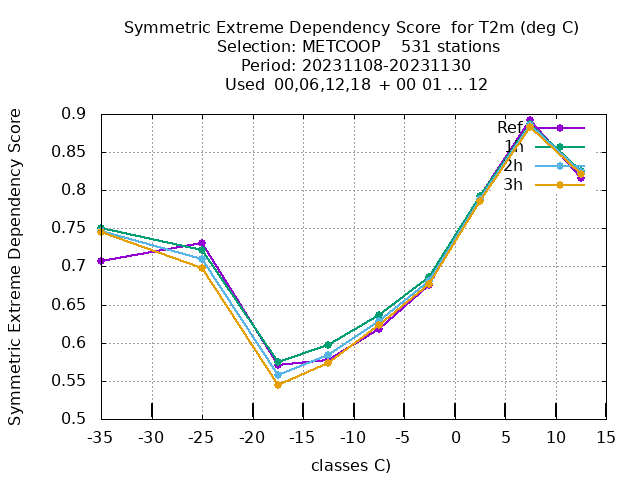 Symmetric Extreme Dependency Score  for T2m (deg C)
Selection: METCOOP    531 stations
Period: 20231108-20231130
Used  00,06,12,18 + 00 01 ... 12
Symmetric Extreme Dependency Score
0.9
0.85
0.8
0.75
0.7
0.65
0.6
0.55
0.5
Ref
1h
2h
3h
-35 -30 -25 -20 -15 -10 -5 0 5 10 15
classes C)